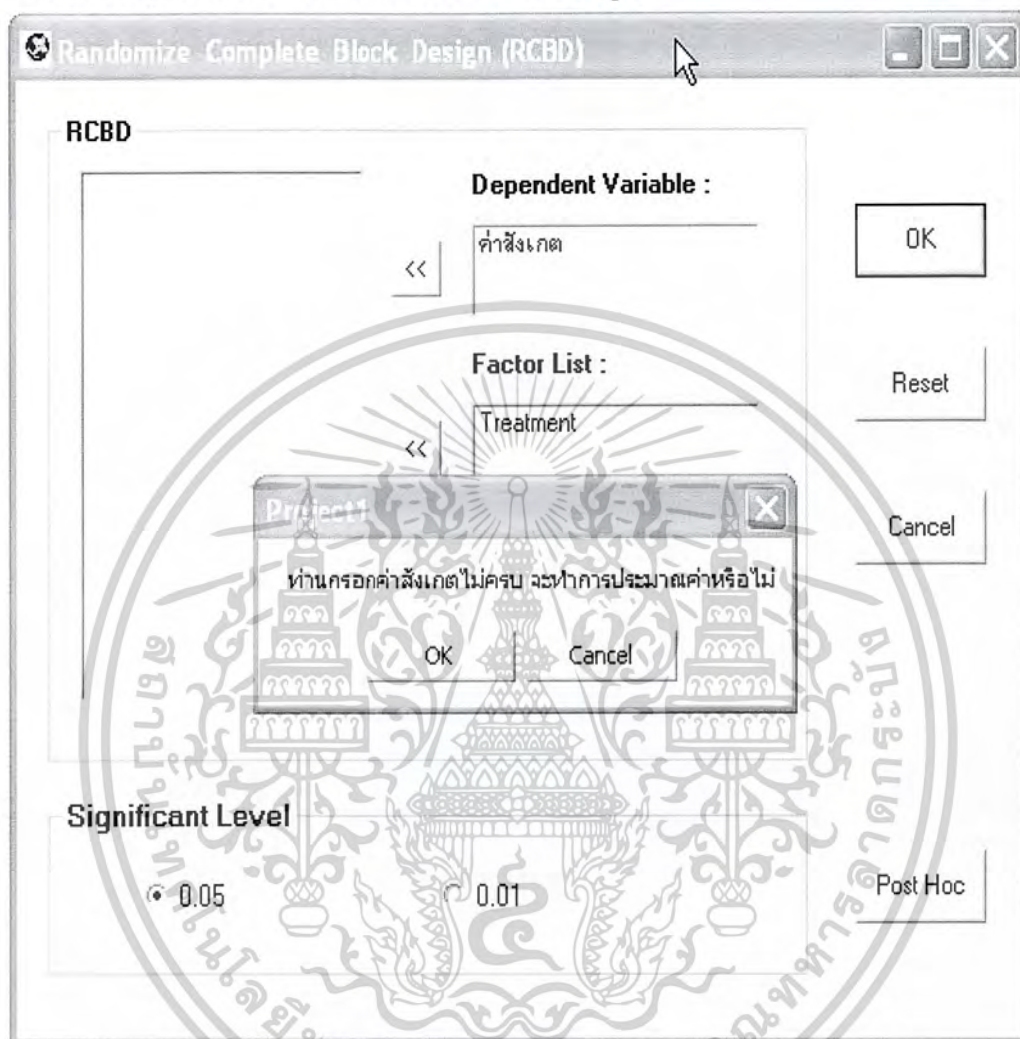 Randomize Complete Block Design (RCBD)
RCBD
Dependent Variable :
ค่าสังเกต
<<
OK
Factor List :
Treatment
<<
Reset
Project1
ท่านกรอกค่าสังเกตไม่ครบ จะทำการประมาณค่าหรือไม่
OK
Cancel
Cancel
Significant Level
0.05
0.01
Post Hoc